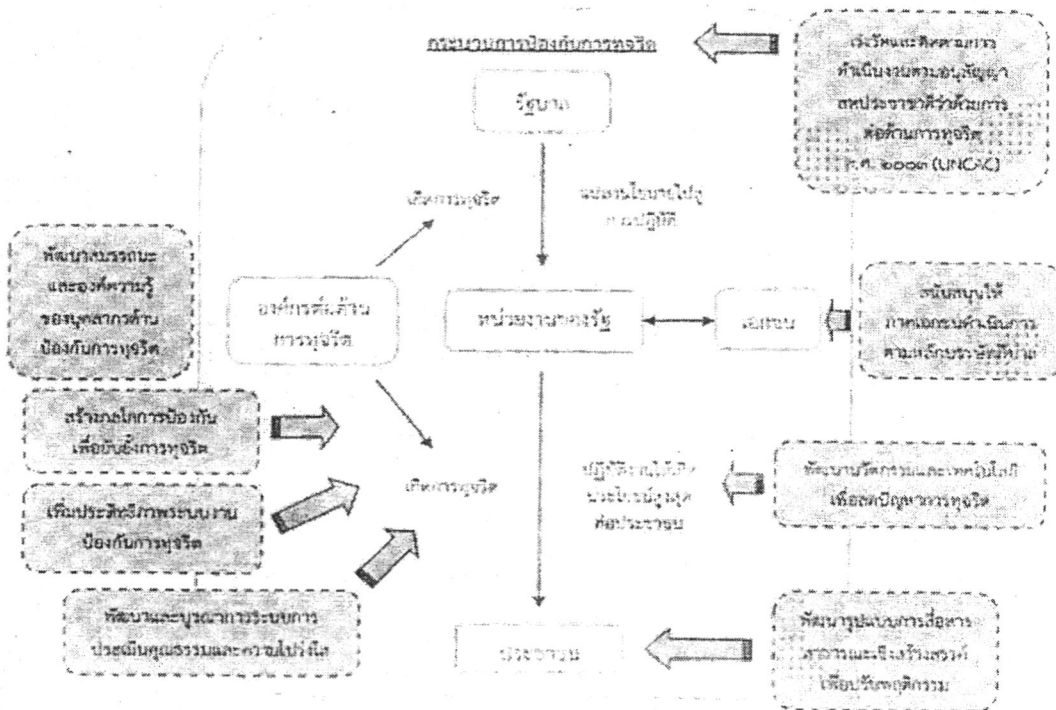 กระบวนการป้องกันการทุจริต
รัฐบาล
เร่งรัดและติดตามการ
ดำเนินงานตามอนุสัญญา
สหประชาชาติว่าด้วยการ
ต่อต้านการทุจริต
ค.ศ. ๒๐๐๓ (UNCAC)
เกิดการทุจริต
แปลงนโยบายไปสู่
การปฏิบัติ
พัฒนาสมรรถนะ
และองค์ความรู้
ของบุคลากรด้าน
ป้องกันการทุจริต
องค์กรต่อต้าน
การทุจริต
หน่วยงานของรัฐ
เอกชน
สนับสนุนให้
ภาคเอกชนดำเนินการ
ตามหลักบรรษัทภิบาล
สร้างกลไกการป้องกัน
เพื่อยับยั้งการทุจริต
เกิดการทุจริต
ปฏิบัติงานให้เกิด
ประโยชน์สูงสุด
ต่อประชาชน
พัฒนานวัตกรรมและเทคโนโลยี
เพื่อลดปัญหาการทุจริต
เพิ่มประสิทธิภาพระบบงาน
ป้องกันการทุจริต
พัฒนาและบูรณาการระบบการ
ประเมินคุณธรรมและความโปร่งใส
ประชาชน
พัฒนารูปแบบการสื่อสาร
สาธารณะเชิงสร้างสรรค์
เพื่อปรับพฤติกรรม